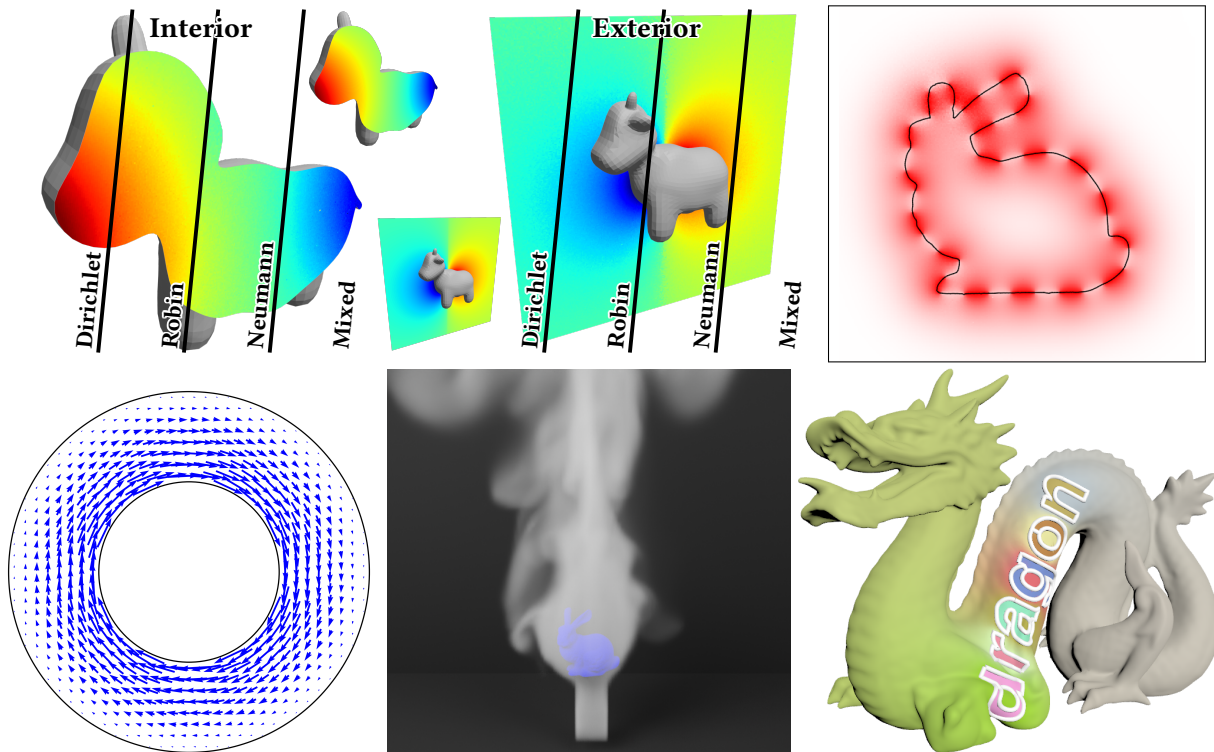 Interior
Dirichlet
Robin
Neumann
Mixed
Exterior
Dirichlet
Robin
Neumann
Mixed
dragon